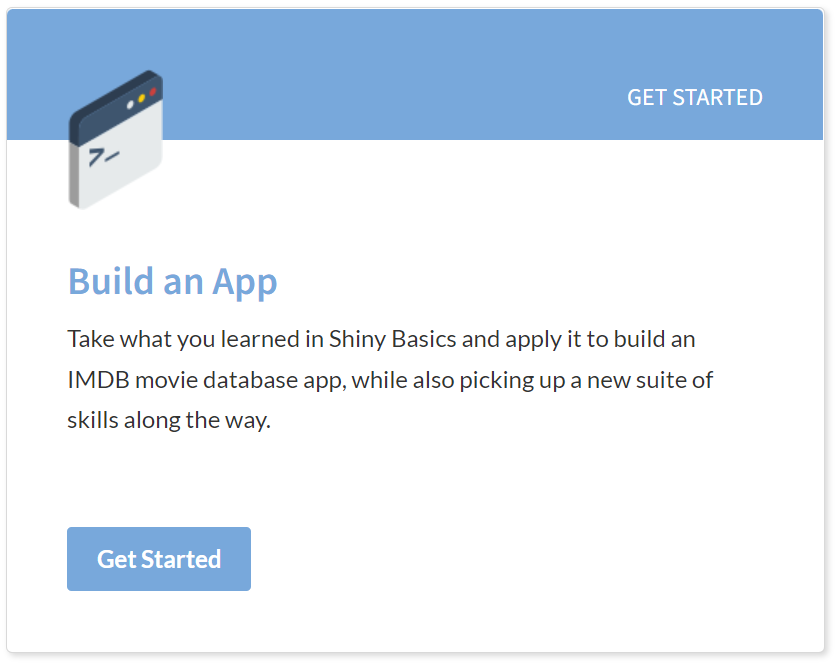 GET STARTED
Build an App
Take what you learned in Shiny Basics and apply it to build an
IMDB movie database app, while also picking up a new suite of
skills along the way.
Get Started